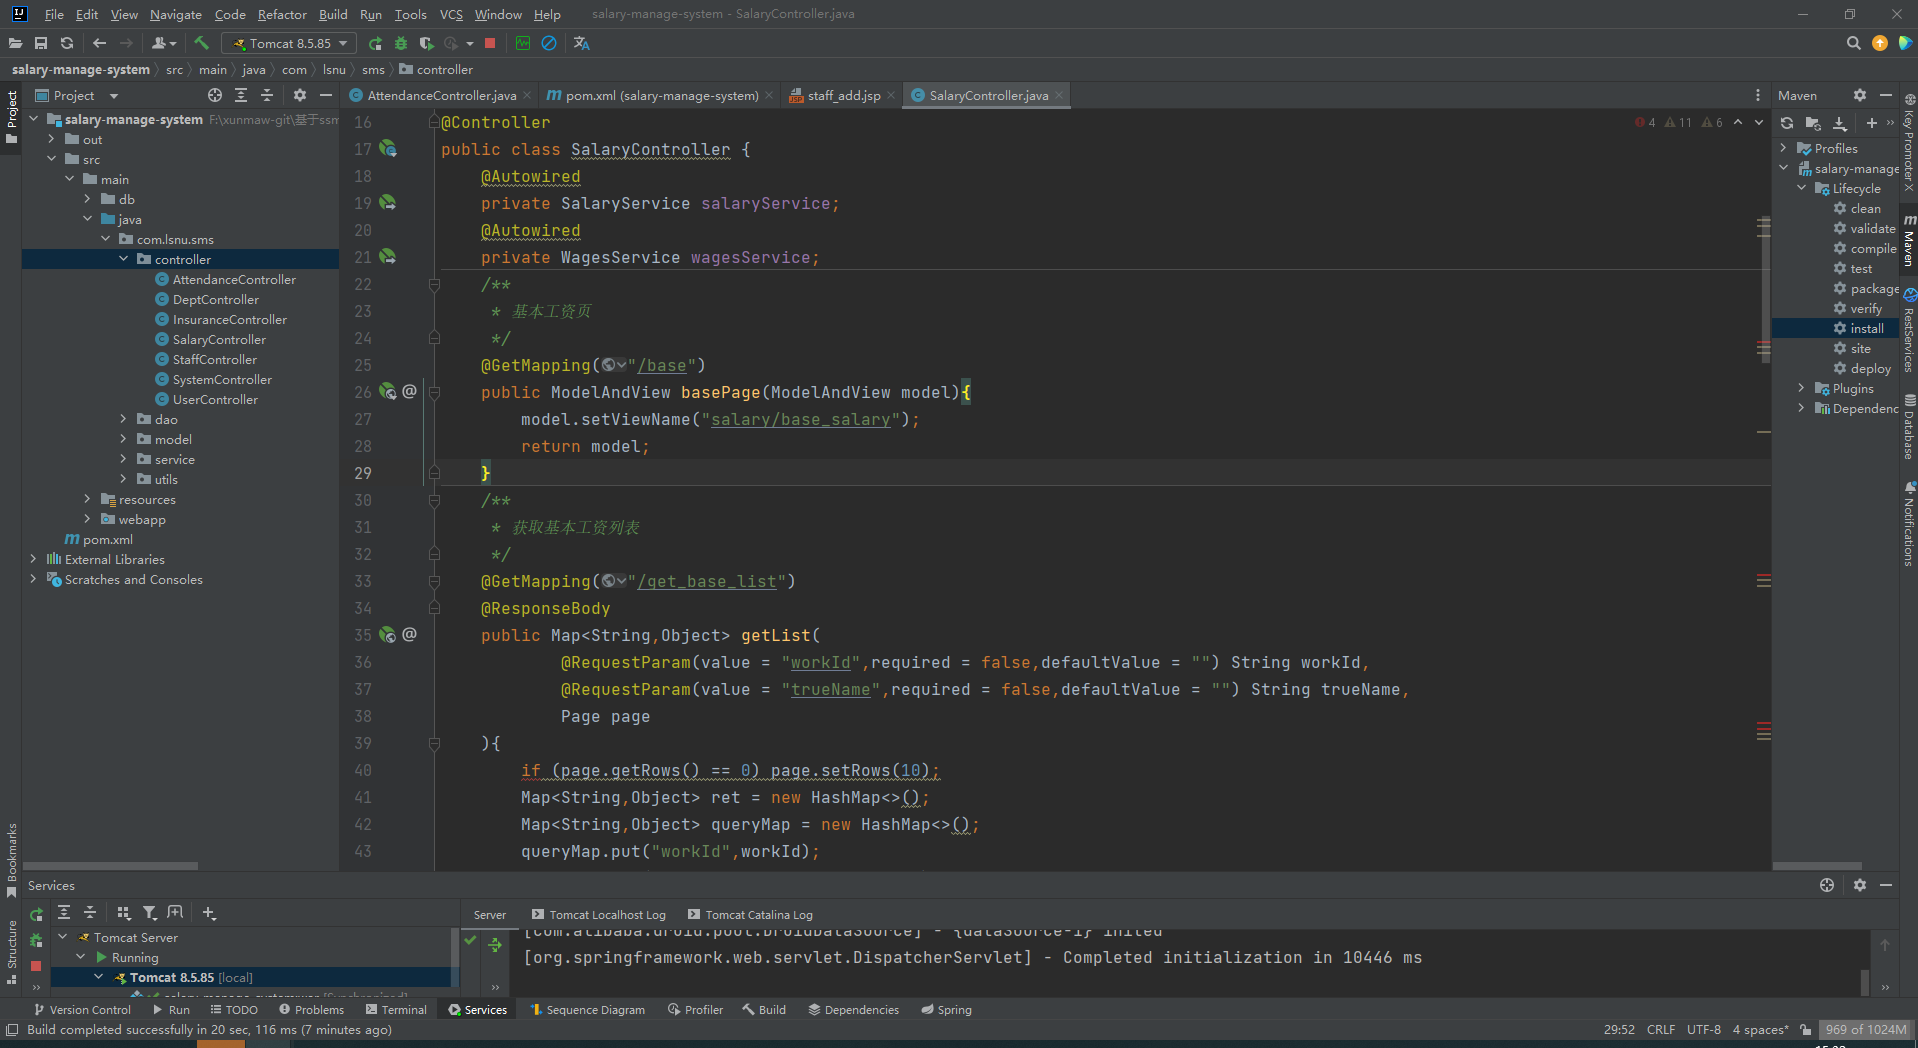 File Edit View Navigate Code Refactor Build Run Tools VCS Window Help salary-manage-system - SalaryController.java
Tomcat 8.5.85
salary-manage-system src main java com lsnu sms controller
Project AttendanceController.java pom.xml (salary-manage-system) staff_add.jsp SalaryController.java Maven
salary-manage-system F:\xunmaw-git\基于ssm
out
src
main
db
java
com.lsnu.sms
controller
AttendanceController
DeptController
InsuranceController
SalaryController
StaffController
SystemController
UserController
dao
model
service
utils
resources
webapp
pom.xml
External Libraries
Scratches and Consoles
16 @Controller
17 public class SalaryController {
18 @Autowired
19 private SalaryService salaryService;
20 @Autowired
21 private WagesService wagesService;
22 /**
23 * 基本工资页
24 */
25 @GetMapping("/base")
26 public ModelAndView basePage(ModelAndView model){
27 model.setViewName("salary/base_salary");
28 return model;
29 }
30 /**
31 * 获取基本工资列表
32 */
33 @GetMapping("/get_base_list")
34 @ResponseBody
35 public Map<String,Object> getList(
36 @RequestParam(value = "workId",required = false,defaultValue = "") String workId,
37 @RequestParam(value = "trueName",required = false,defaultValue = "") String trueName,
38 Page page
39 ){
40 if (page.getRows() == 0) page.setRows(10);
41 Map<String,Object> ret = new HashMap<>();
42 Map<String,Object> queryMap = new HashMap<>();
43 queryMap.put("workId",workId);
4 11 6
Profiles
salary-manage
Lifecycle
clean
validate
compile
test
package
verify
install
site
deploy
Plugins
Dependenc
Project
Bookmarks
Structure
Key Promoter X
Maven
RestServices
Database
Notifications
Services
Server Tomcat Localhost Log Tomcat Catalina Log
Tomcat Server
Running
Tomcat 8.5.85 [local]
[com.alibaba.druid.pool.DruidDataSource] - {dataSource-1} inited
[org.springframework.web.servlet.DispatcherServlet] - Completed initialization in 10446 ms
Version Control Run TODO Problems Terminal Services Sequence Diagram Profiler Build Dependencies Spring
Build completed successfully in 20 sec, 116 ms (7 minutes ago) 29:52 CRLF UTF-8 4 spaces* 969 of 1024M